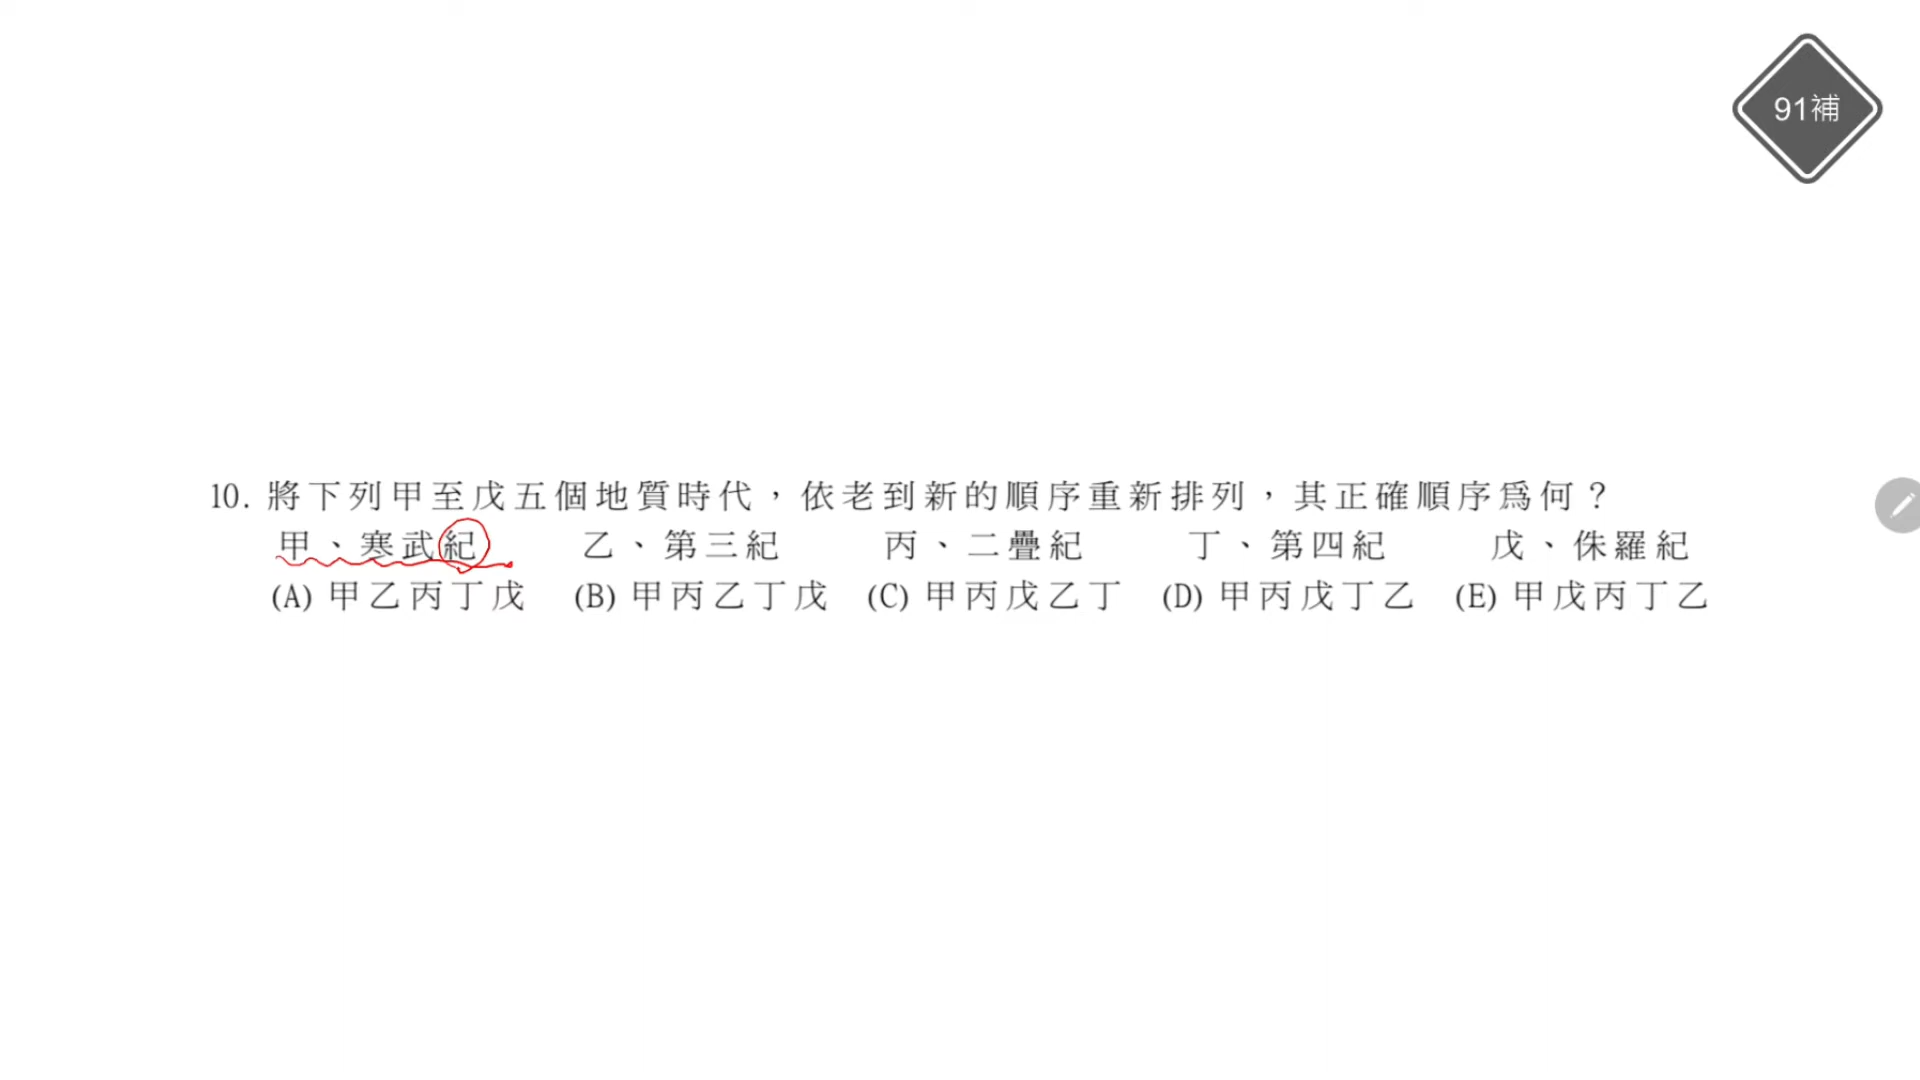 91補
10. 將下列甲至戊五個地質時代，依老到新的順序重新排列，其正確順序為何？
甲、寒武紀 乙、第三紀 丙、二疊紀 丁、第四紀 戊、侏羅紀
(A) 甲乙丙丁戊 (B) 甲丙乙丁戊 (C) 甲丙戊乙丁 (D) 甲丙戊丁乙 (E) 甲戊丙丁乙